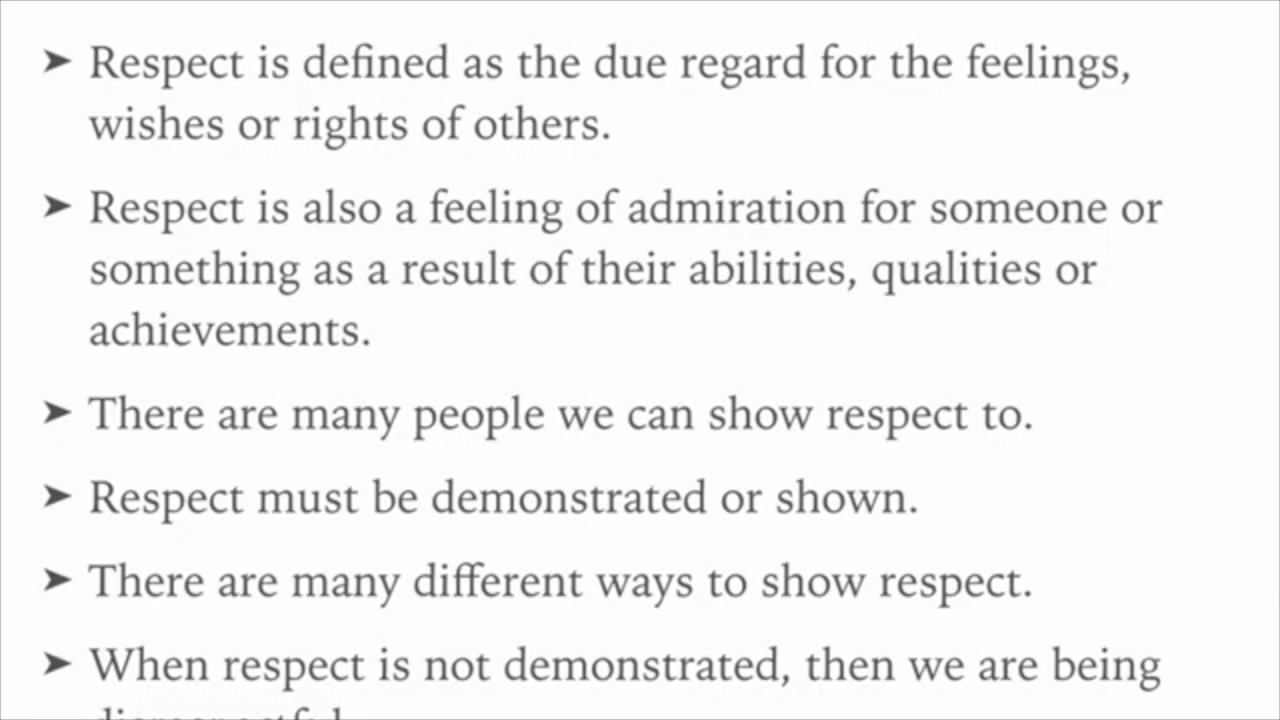 ➤ Respect is defined as the due regard for the feelings,
wishes or rights of others.
➤ Respect is also a feeling of admiration for someone or
something as a result of their abilities, qualities or
achievements.
➤ There are many people we can show respect to.
➤ Respect must be demonstrated or shown.
➤ There are many different ways to show respect.
➤ When respect is not demonstrated, then we are being